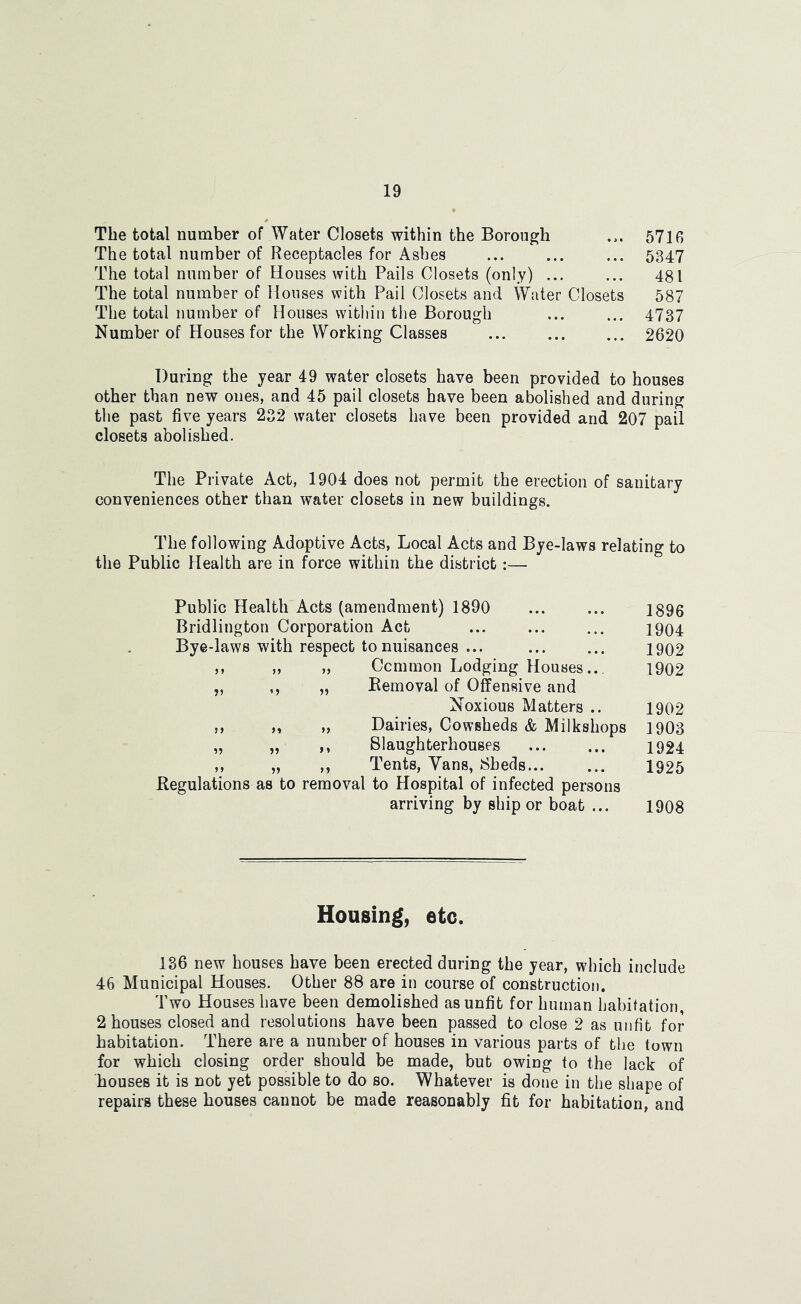 19
The total number of Water Closets within the Borough ... 5716
The total number of Receptacles for Ashes ... ... ... 5347
The total number of Houses with Pails Closets (only) ... ... 481
The total number of Houses with Pail Closets and Water Closets 587
The total number of Houses within the Borough ... ... 4737
Number of Houses for the Working Classes ... ... ... 2620
During the year 49 water closets have been provided to houses
other than new ones, and 45 pail closets have been abolished and during
the past five years 232 water closets have been provided and 207 pail
closets abolished.
The Private Act, 1904 does not permit the erection of sanitary
conveniences other than water closets in new buildings.
The following Adoptive Acts, Local Acts and Bye-laws relating to
the Public Health are in force within the district :—
Public Health Acts (amendment) 1890 ... ... 1896
Bridlington Corporation Act ... ... ... 1904
Bye-laws with respect to nuisances ... ... ... 1902
,, ,, ,, Common Lodging Houses... 1902
,, ,, ,, Removal of Offensive and
Noxious Matters .. 1902
,, ,, ,, Dairies, Cowsheds & Milkshops 1903
,, ,, ,, Slaughterhouses ... ... 1924
,, ,, ,, Tents, Vans, Sheds... ... 1925
Regulations as to removal to Hospital of infected persons
arriving by ship or boat ... 1908
Housing, etc.
136 new houses have been erected during the year, which include
46 Municipal Houses. Other 88 are in course of construction.
Two Houses have been demolished as unfit for human habitation,
2 houses closed and resolutions have been passed to close 2 as unfit for
habitation. There are a number of houses in various parts of the town
for which closing order should be made, but owing to the lack of
houses it is not yet possible to do so. Whatever is done in the shape of
repairs these houses cannot be made reasonably fit for habitation, and